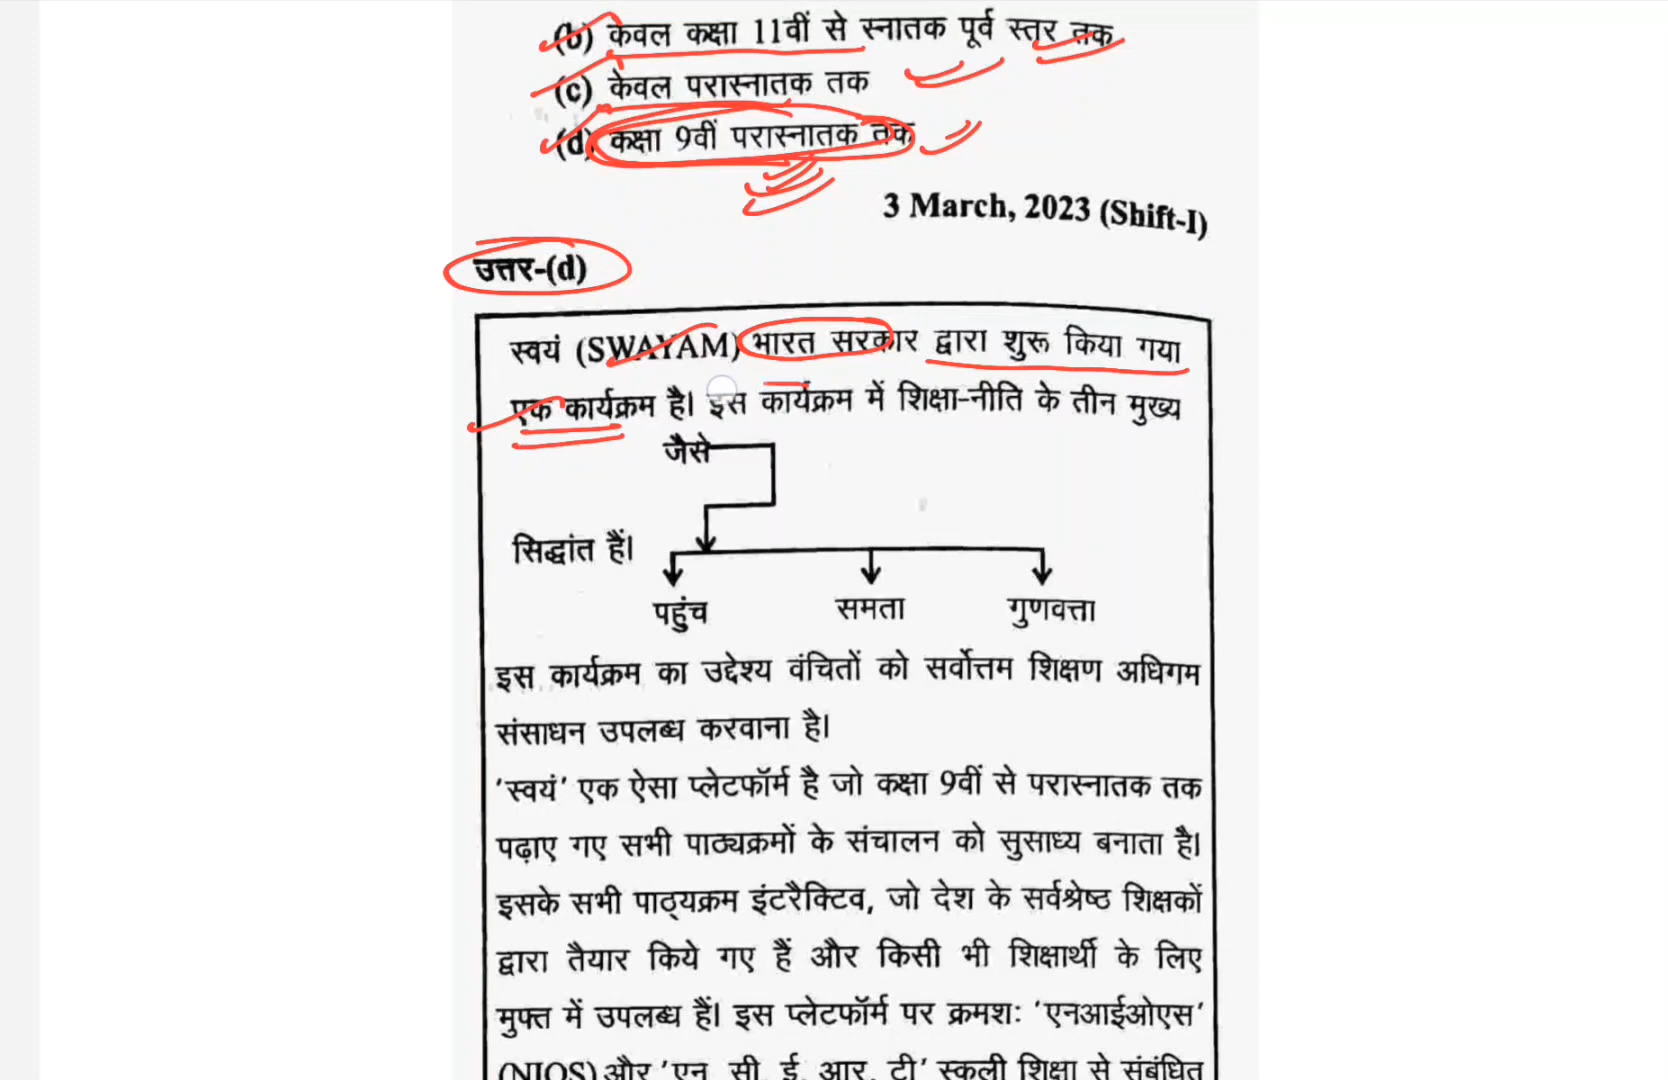 (b) केवल कक्षा 11वीं से स्नातक पूर्व स्तर तक
(c) केवल परास्नातक तक
(d) कक्षा 9वीं परास्नातक तक
3 March, 2023 (Shift-I)
उत्तर-(d)
स्वयं (SWAYAM) भारत सरकार द्वारा शुरू किया गया
एक कार्यक्रम है। इस कार्यक्रम में शिक्षा-नीति के तीन मुख्य
जैसे
सिद्धांत हैं।
पहुंच समता गुणवत्ता
इस कार्यक्रम का उद्देश्य वंचितों को सर्वोत्तम शिक्षण अधिगम
संसाधन उपलब्ध करवाना है।
'स्वयं' एक ऐसा प्लेटफॉर्म है जो कक्षा 9वीं से परास्नातक तक
पढ़ाए गए सभी पाठ्यक्रमों के संचालन को सुसाध्य बनाता है।
इसके सभी पाठ्यक्रम इंटरैक्टिव, जो देश के सर्वश्रेष्ठ शिक्षकों
द्वारा तैयार किये गए हैं और किसी भी शिक्षार्थी के लिए
मुफ्त में उपलब्ध हैं। इस प्लेटफॉर्म पर क्रमशः 'एनआईओएस'
(NIOS) और 'एन. सी. ई. आर. टी' स्कूली शिक्षा से संबंधित